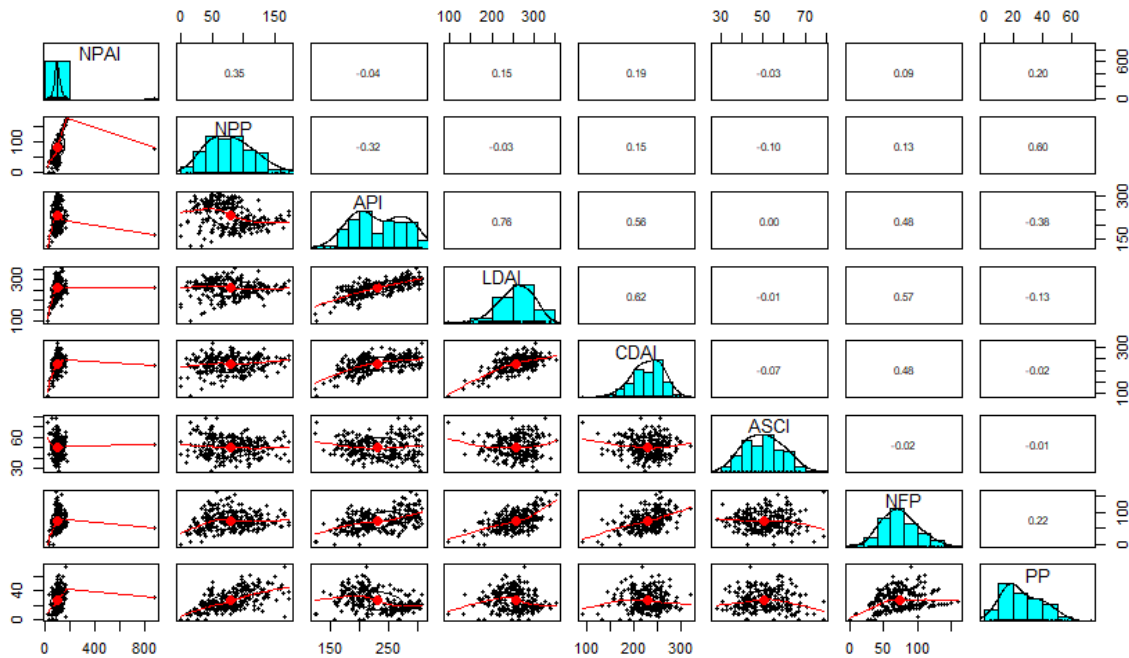 0 50 150 100 200 300 30 40 50 60 70 80 0 20 40 60
NPAI 0.35 -0.04 0.15 0.19 -0.03 0.09 0.20 0 600
0 100 NPP -0.32 -0.03 0.15 -0.10 0.13 0.60
API 0.76 0.56 0.00 0.48 -0.38 150 300
100 300 LDAI 0.62 -0.01 0.57 -0.13
CDAI -0.07 0.48 -0.02 100 300
30 50 ASCI -0.02 -0.01
NFP 0.22 0 100
0 40 PP
0 400 800 150 200 250 300 100 200 300 0 50 100